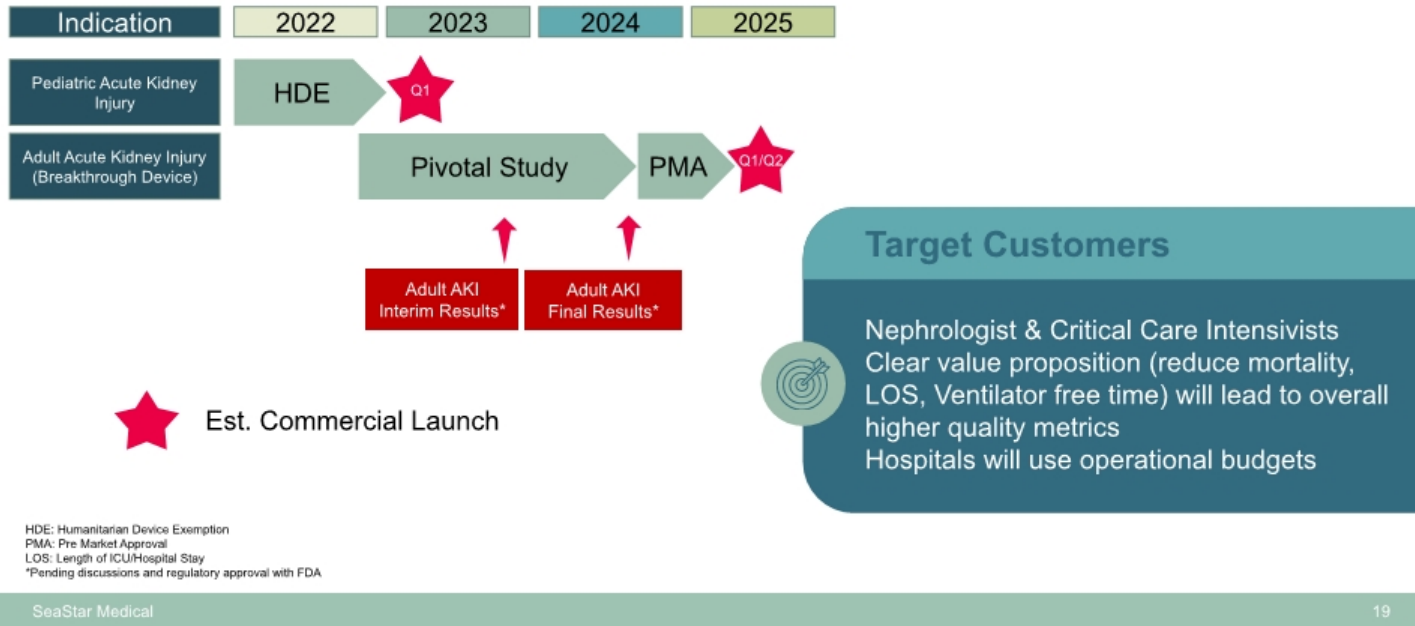 Indication 2022 2023 2024 2025
Pediatric Acute Kidney
Injury
HDE
Q1
Adult Acute Kidney Injury
(Breakthrough Device)
Pivotal Study
PMA
Q1/Q2
Adult AKI
Interim Results*
Adult AKI
Final Results*
Est. Commercial Launch
Target Customers
Nephrologist & Critical Care Intensivists
Clear value proposition (reduce mortality,
LOS, Ventilator free time) will lead to overall
higher quality metrics
Hospitals will use operational budgets
HDE: Humanitarian Device Exemption
PMA: Pre Market Approval
LOS: Length of ICU/Hospital Stay
*Pending discussions and regulatory approval with FDA
SeaStar Medical
19